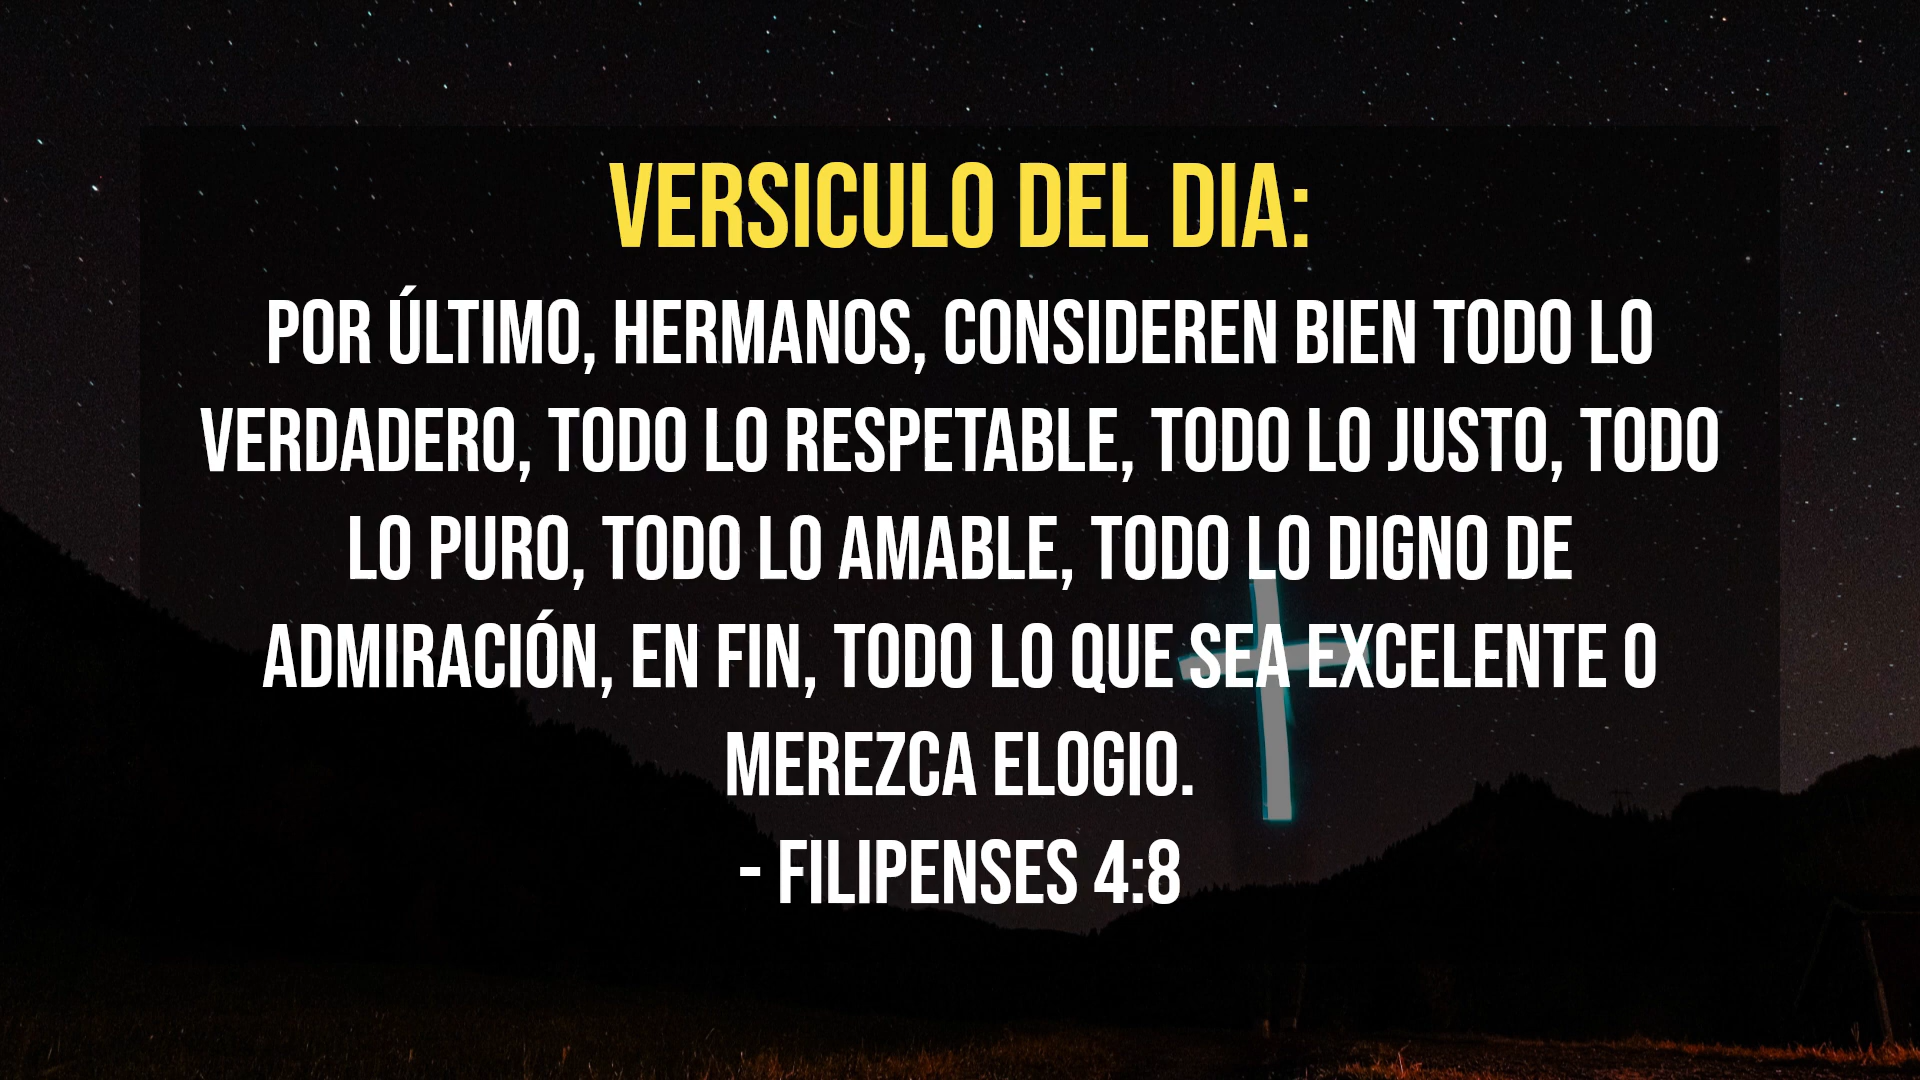 VERSICULO DEL DIA:
POR ÚLTIMO, HERMANOS, CONSIDEREN BIEN TODO LO
VERDADERO, TODO LO RESPETABLE, TODO LO JUSTO, TODO
LO PURO, TODO LO AMABLE, TODO LO DIGNO DE
ADMIRACIÓN, EN FIN, TODO LO QUE SEA EXCELENTE O
MEREZCA ELOGIO.
- FILIPENSES 4:8